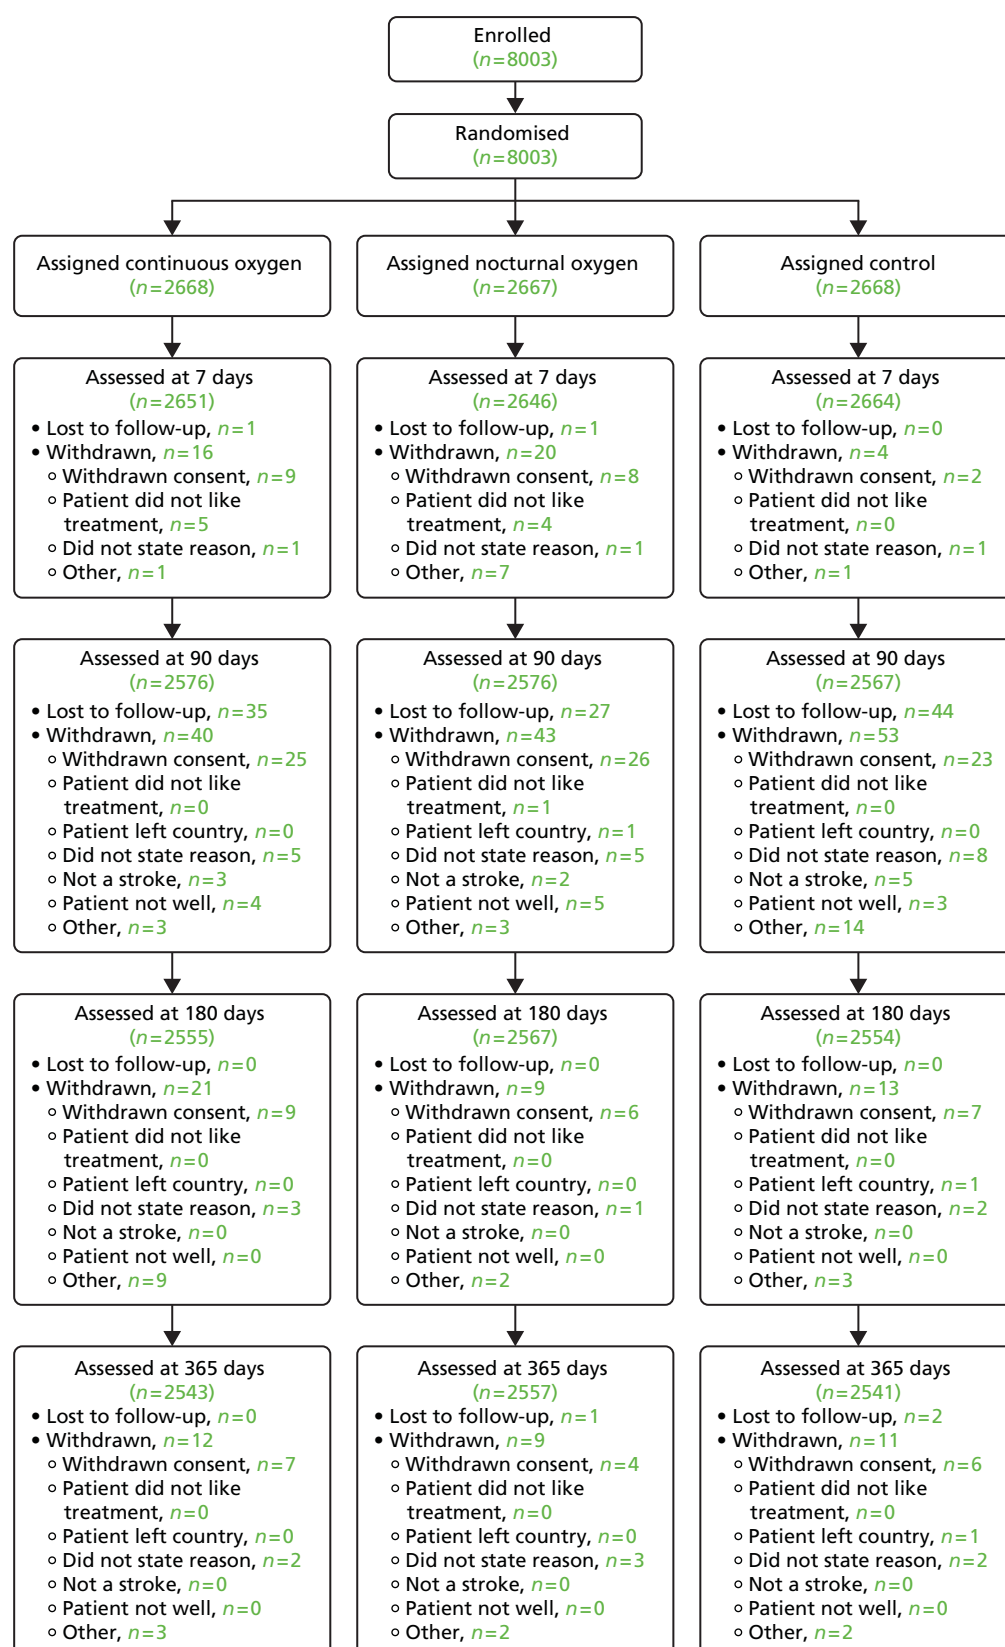 Enrolled
(n=8003)
Randomised
(n=8003)
Assigned continuous oxygen
(n=2668)
Assigned nocturnal oxygen
(n=2667)
Assigned control
(n=2668)
Assessed at 7 days
(n=2651)
• Lost to follow-up, n=1
• Withdrawn, n=16
○ Withdrawn consent, n=9
○ Patient did not like
treatment, n=5
○ Did not state reason, n=1
○ Other, n=1
Assessed at 7 days
(n=2646)
• Lost to follow-up, n=1
• Withdrawn, n=20
○ Withdrawn consent, n=8
○ Patient did not like
treatment, n=4
○ Did not state reason, n=1
○ Other, n=7
Assessed at 7 days
(n=2664)
• Lost to follow-up, n=0
• Withdrawn, n=4
○ Withdrawn consent, n=2
○ Patient did not like
treatment, n=0
○ Did not state reason, n=1
○ Other, n=1
Assessed at 90 days
(n=2576)
• Lost to follow-up, n=35
• Withdrawn, n=40
○ Withdrawn consent, n=25
○ Patient did not like
treatment, n=0
○ Patient left country, n=0
○ Did not state reason, n=5
○ Not a stroke, n=3
○ Patient not well, n=4
○ Other, n=3
Assessed at 90 days
(n=2576)
• Lost to follow-up, n=27
• Withdrawn, n=43
○ Withdrawn consent, n=26
○ Patient did not like
treatment, n=1
○ Patient left country, n=1
○ Did not state reason, n=5
○ Not a stroke, n=2
○ Patient not well, n=5
○ Other, n=3
Assessed at 90 days
(n=2567)
• Lost to follow-up, n=44
• Withdrawn, n=53
○ Withdrawn consent, n=23
○ Patient did not like
treatment, n=0
○ Patient left country, n=0
○ Did not state reason, n=8
○ Not a stroke, n=5
○ Patient not well, n=3
○ Other, n=14
Assessed at 180 days
(n=2555)
• Lost to follow-up, n=0
• Withdrawn, n=21
○ Withdrawn consent, n=9
○ Patient did not like
treatment, n=0
○ Patient left country, n=0
○ Did not state reason, n=3
○ Not a stroke, n=0
○ Patient not well, n=0
○ Other, n=9
Assessed at 180 days
(n=2567)
• Lost to follow-up, n=0
• Withdrawn, n=9
○ Withdrawn consent, n=6
○ Patient did not like
treatment, n=0
○ Patient left country, n=0
○ Did not state reason, n=1
○ Not a stroke, n=0
○ Patient not well, n=0
○ Other, n=2
Assessed at 180 days
(n=2554)
• Lost to follow-up, n=0
• Withdrawn, n=13
○ Withdrawn consent, n=7
○ Patient did not like
treatment, n=0
○ Patient left country, n=1
○ Did not state reason, n=2
○ Not a stroke, n=0
○ Patient not well, n=0
○ Other, n=3
Assessed at 365 days
(n=2543)
• Lost to follow-up, n=0
• Withdrawn, n=12
○ Withdrawn consent, n=7
○ Patient did not like
treatment, n=0
○ Patient left country, n=0
○ Did not state reason, n=2
○ Not a stroke, n=0
○ Patient not well, n=0
○ Other, n=3
Assessed at 365 days
(n=2557)
• Lost to follow-up, n=1
• Withdrawn, n=9
○ Withdrawn consent, n=4
○ Patient did not like
treatment, n=0
○ Patient left country, n=0
○ Did not state reason, n=3
○ Not a stroke, n=0
○ Patient not well, n=0
○ Other, n=2
Assessed at 365 days
(n=2541)
• Lost to follow-up, n=2
• Withdrawn, n=11
○ Withdrawn consent, n=6
○ Patient did not like
treatment, n=0
○ Patient left country, n=1
○ Did not state reason, n=2
○ Not a stroke, n=0
○ Patient not well, n=0
○ Other, n=2